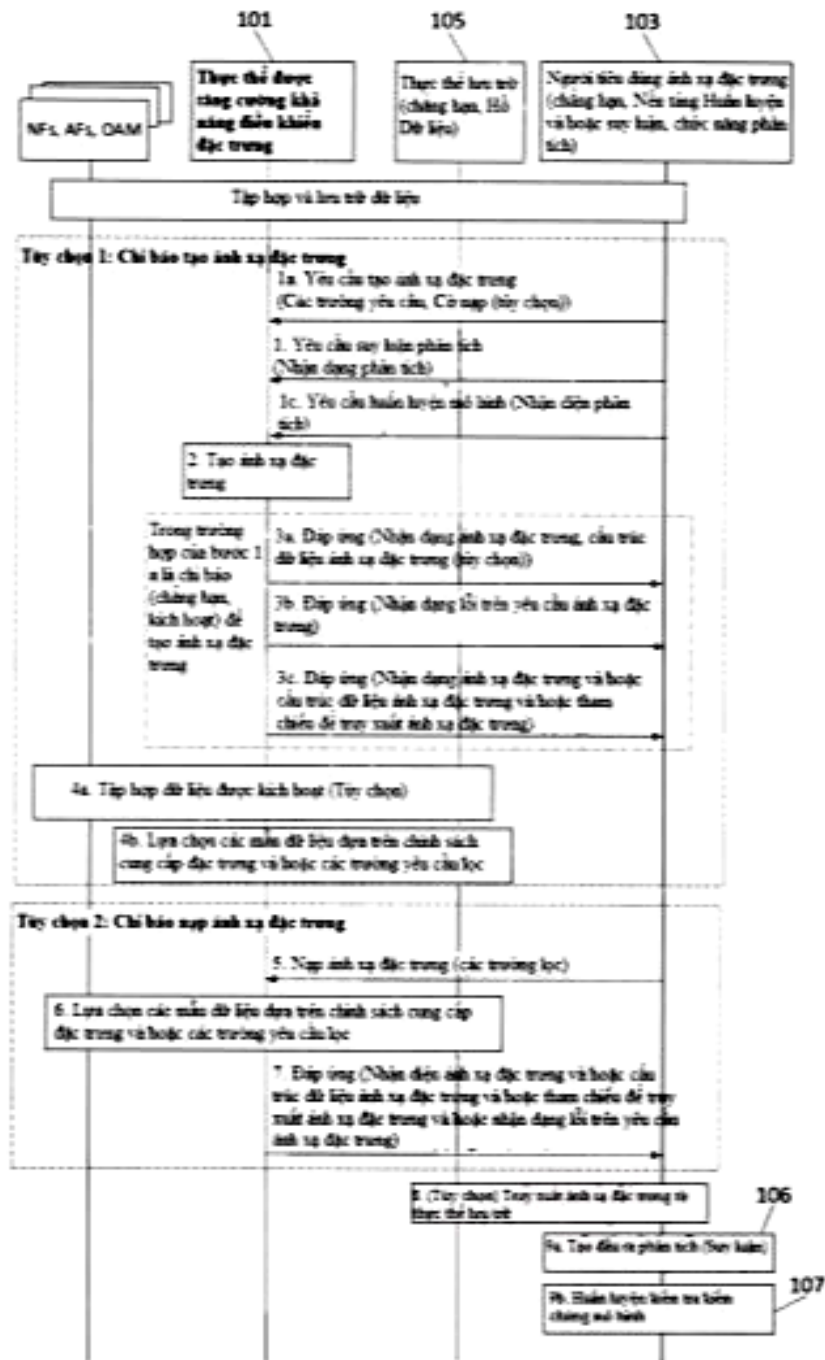 101
105
103
NFs, AFs, OAM
Thực thể được
tăng cường khả
năng điều khiển
đặc trưng
Thực thể lưu trữ
(chẳng hạn, Hồ
Dữ liệu)
Người tiêu dùng ánh xạ đặc trưng
(chẳng hạn, Nền tảng Huấn luyện
và hoặc suy luận, chức năng phân
tích)
Tập hợp và lưu trữ dữ liệu
Tùy chọn 1: Chỉ báo tạo ánh xạ đặc trưng
1a. Yêu cầu tạo ánh xạ đặc trưng
(Các trường yêu cầu, Cờ nạp (tùy chọn))
1. Yêu cầu suy luận phân tích
(Nhận dạng phân tích)
1c. Yêu cầu huấn luyện mô hình (Nhận diện phân
tích)
2. Tạo ánh xạ đặc
trưng
Trong trường
hợp của bước 1
a là chỉ báo
(chẳng hạn,
kích hoạt) để
tạo ánh xạ đặc
trưng
3a. Đáp ứng (Nhận dạng ánh xạ đặc trưng, cấu trúc
dữ liệu ánh xạ đặc trưng (tùy chọn))
3b. Đáp ứng (Nhận dạng lỗi trên yêu cầu ánh xạ đặc
trưng)
3c. Đáp ứng (Nhận dạng ánh xạ đặc trưng và hoặc
cấu trúc dữ liệu ánh xạ đặc trưng và hoặc tham
chiếu để truy xuất ánh xạ đặc trưng)
4a. Tập hợp dữ liệu được kích hoạt (Tùy chọn)
4b. Lựa chọn các mẫu dữ liệu dựa trên chính sách
cung cấp đặc trưng và hoặc các trường yêu cầu lọc
Tùy chọn 2: Chỉ báo nạp ánh xạ đặc trưng
5. Nạp ánh xạ đặc trưng (các trường lọc)
6. Lựa chọn các mẫu dữ liệu dựa trên chính sách cung cấp
đặc trưng và hoặc các trường yêu cầu lọc
7. Đáp ứng (Nhận diện ánh xạ đặc trưng và hoặc cấu
trúc dữ liệu ánh xạ đặc trưng và hoặc tham chiếu để truy
xuất ánh xạ đặc trưng và hoặc nhận dạng lỗi trên yêu cầu
ánh xạ đặc trưng)
8. (Tùy chọn) Truy xuất ánh xạ đặc trưng từ
thực thể lưu trữ
106
9a. Tạo đầu ra phân tích (Suy luận)
107
9b. Huấn luyện kiểm tra kiểm
chứng mô hình